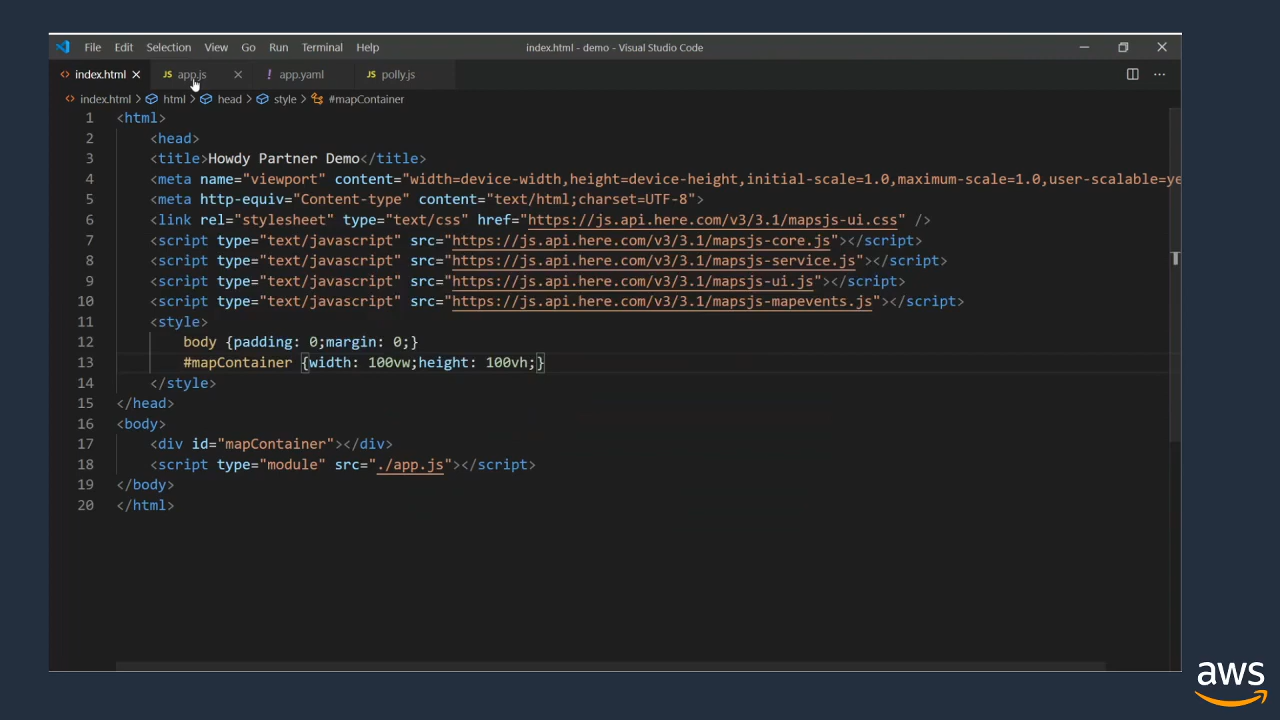 File Edit Selection View Go Run Terminal Help index.html - demo - Visual Studio Code
<> index.html × JS app.js × ! app.yaml JS polly.js ···
<> index.html > html > head > style > #mapContainer
1 <html>
2 <head>
3 <title>Howdy Partner Demo</title>
4 <meta name="viewport" content="width=device-width,height=device-height,initial-scale=1.0,maximum-scale=1.0,user-scalable=ye
5 <meta http-equiv="Content-type" content="text/html;charset=UTF-8">
6 <link rel="stylesheet" type="text/css" href="https://js.api.here.com/v3/3.1/mapsjs-ui.css" />
7 <script type="text/javascript" src="https://js.api.here.com/v3/3.1/mapsjs-core.js"></script>
8 <script type="text/javascript" src="https://js.api.here.com/v3/3.1/mapsjs-service.js"></script>
9 <script type="text/javascript" src="https://js.api.here.com/v3/3.1/mapsjs-ui.js"></script>
10 <script type="text/javascript" src="https://js.api.here.com/v3/3.1/mapsjs-mapevents.js"></script>
11 <style>
12 body {padding: 0;margin: 0;}
13 #mapContainer {width: 100vw;height: 100vh;}
14 </style>
15 </head>
16 <body>
17 <div id="mapContainer"></div>
18 <script type="module" src="./app.js"></script>
19 </body>
20 </html>
aws